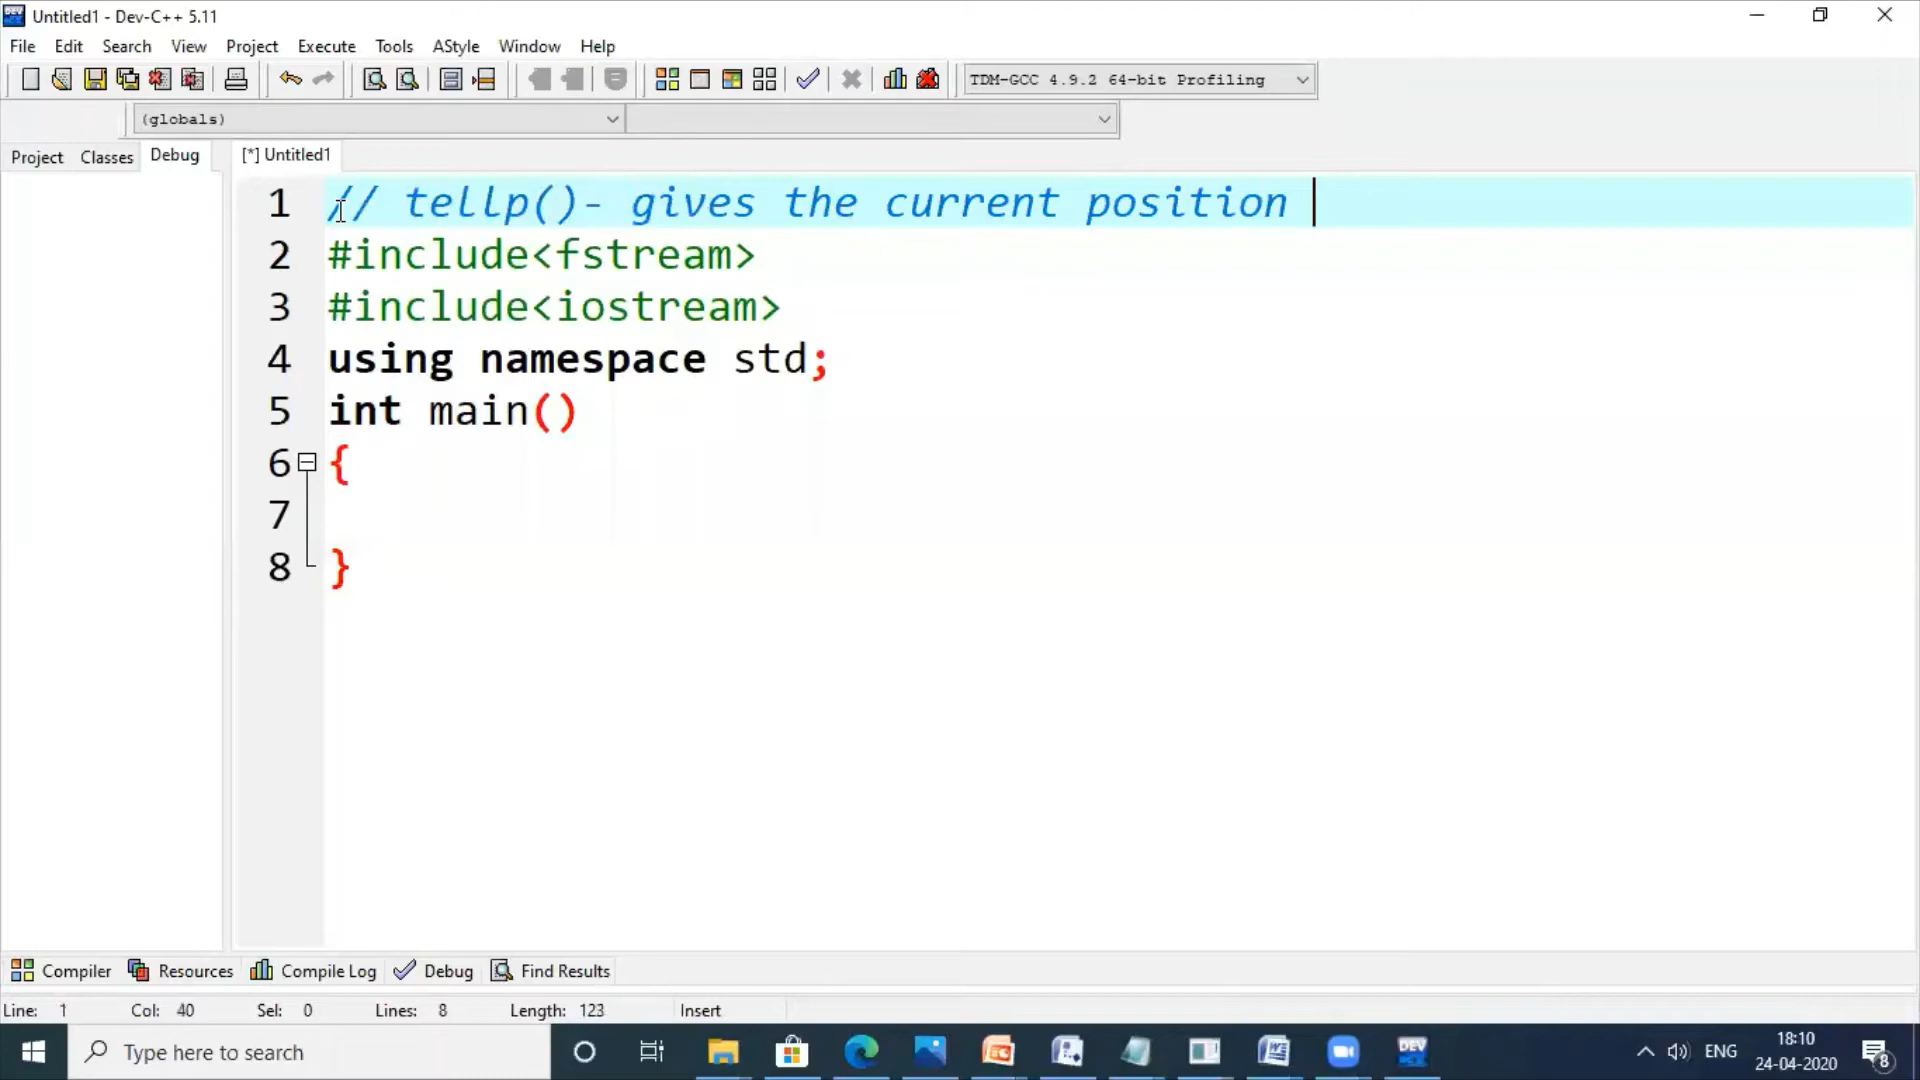 Untitled1 - Dev-C++ 5.11
File Edit Search View Project Execute Tools AStyle Window Help
TDM-GCC 4.9.2 64-bit Profiling
(globals)
Project Classes Debug [*] Untitled1
1 // tellp()- gives the current position
2 #include<fstream>
3 #include<iostream>
4 using namespace std;
5 int main()
6 {
7
8 }
Compiler Resources Compile Log Debug Find Results
Line: 1 Col: 40 Sel: 0 Lines: 8 Length: 123 Insert
Type here to search
ENG
18:10
24-04-2020
8
DEV